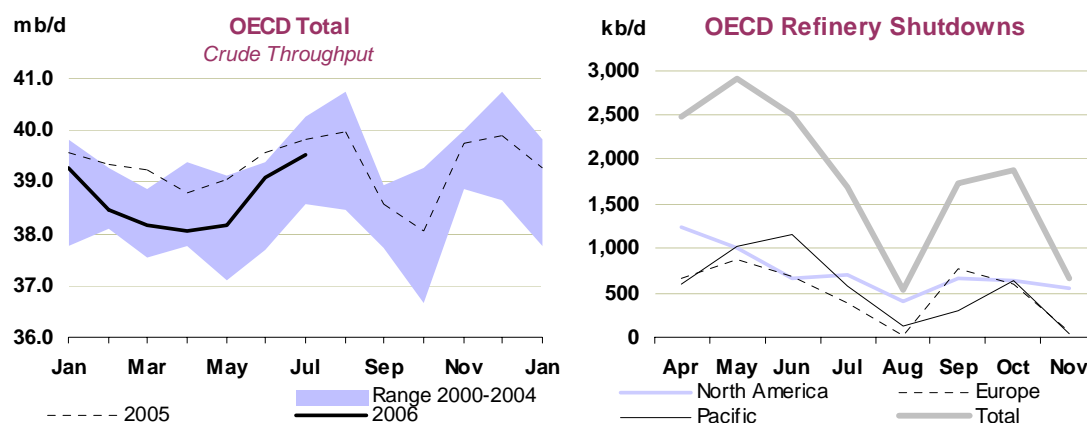 mb/d
OECD Total
Crude Throughput
41.0
40.0
39.0
38.0
37.0
36.0
Jan Mar May Jul Sep Nov Jan
Range 2000-2004
2005 2006
kb/d
OECD Refinery Shutdowns
3,000
2,500
2,000
1,500
1,000
500
0
Apr May Jun Jul Aug Sep Oct Nov
North America Europe
Pacific Total